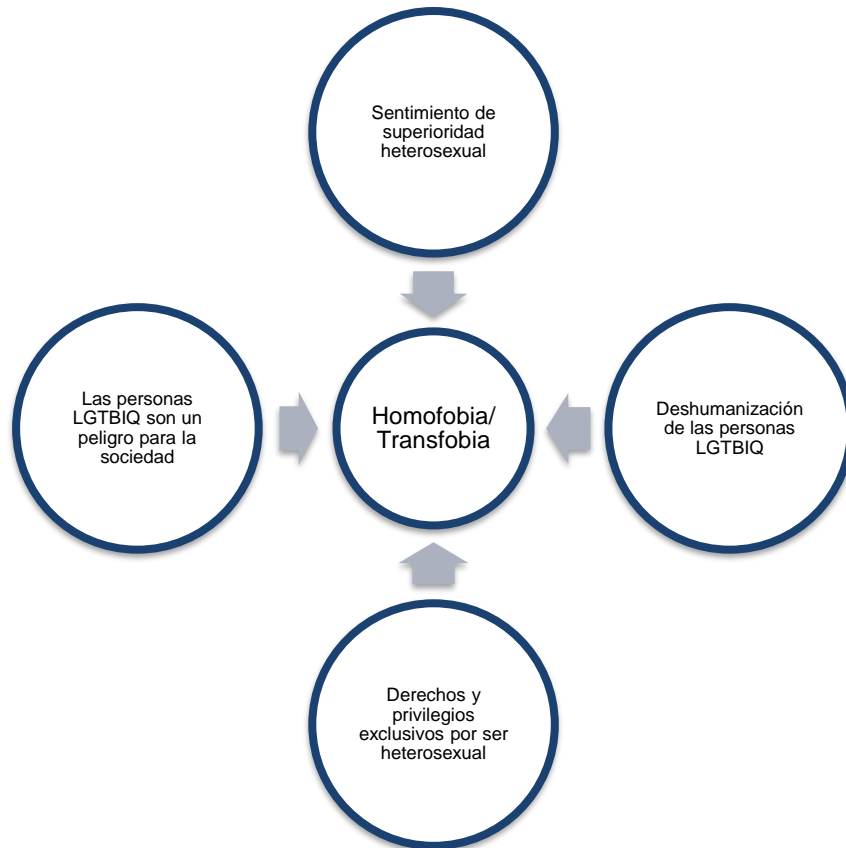 Sentimiento de
superioridad
heterosexual
Las personas
LGTBIQ son un
peligro para la
sociedad
Homofobia/
Transfobia
Deshumanización
de las personas
LGTBIQ
Derechos y
privilegios
exclusivos por ser
heterosexual